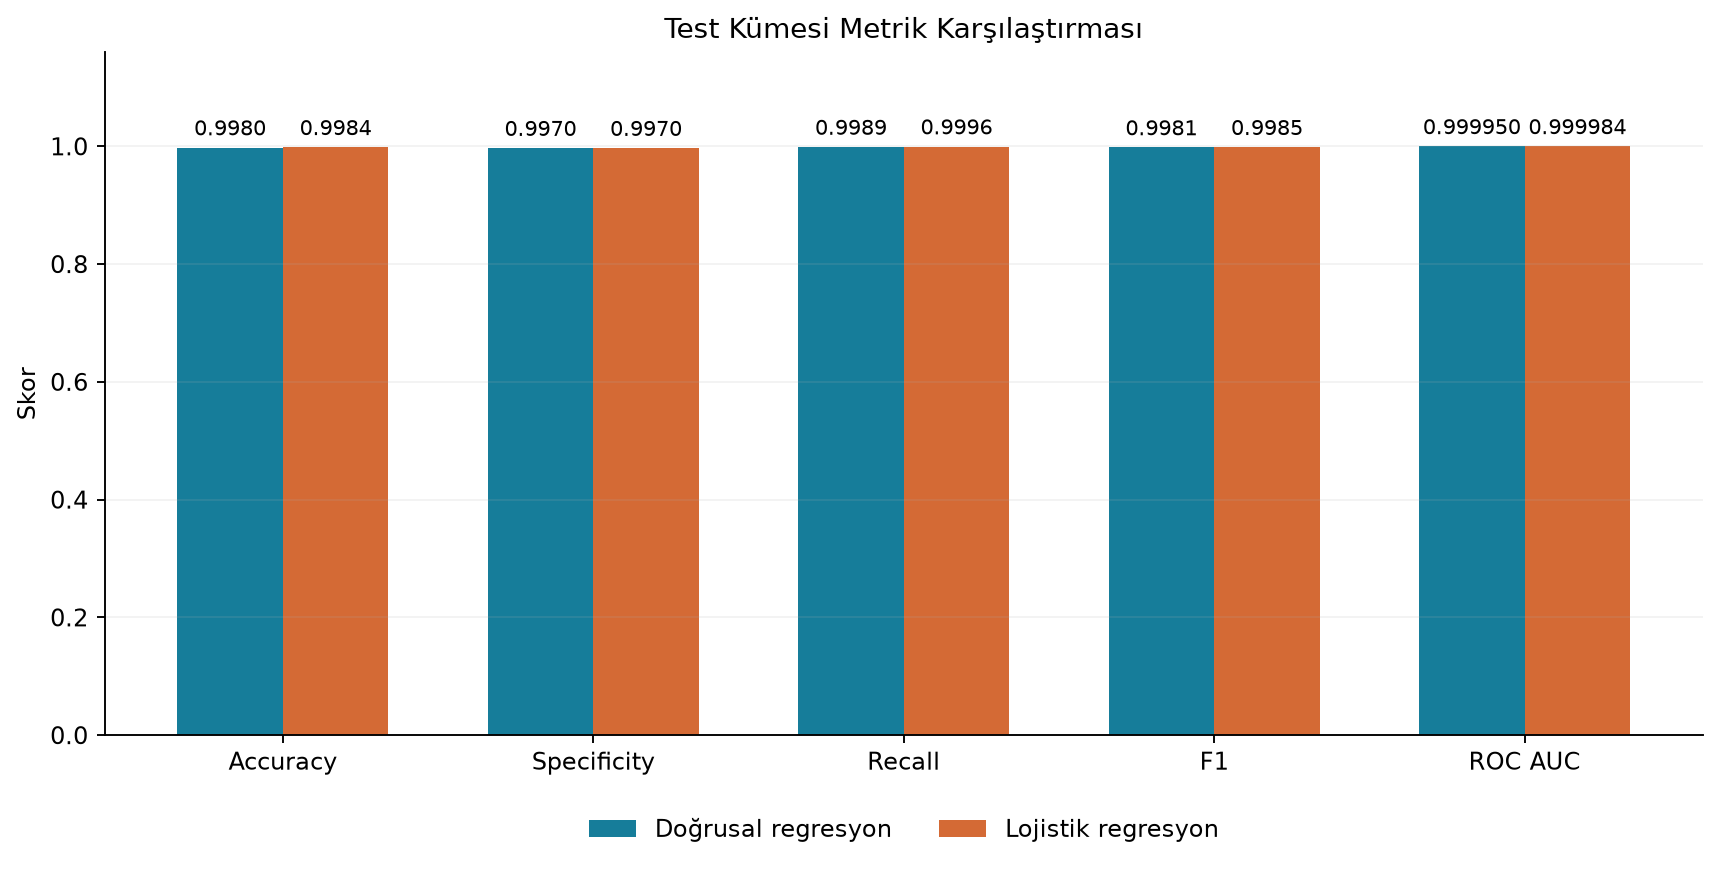 Test Kümesi Metrik Karşılaştırması
Skor
1.0
0.8
0.6
0.4
0.2
0.0
0.9980 0.9984 0.9970 0.9970 0.9989 0.9996 0.9981 0.9985 0.999950 0.999984
Accuracy Specificity Recall F1 ROC AUC
Doğrusal regresyon Lojistik regresyon